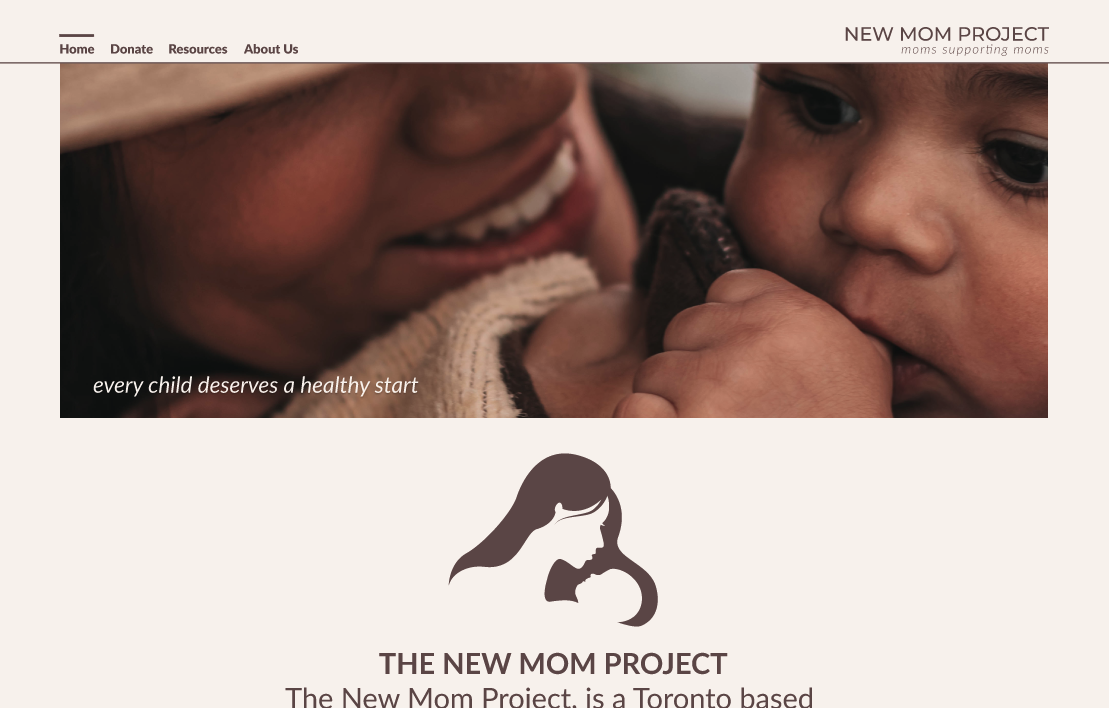 Home Donate Resources About Us
NEW MOM PROJECT
moms supporting moms
every child deserves a healthy start
THE NEW MOM PROJECT
The New Mom Project, is a Toronto based